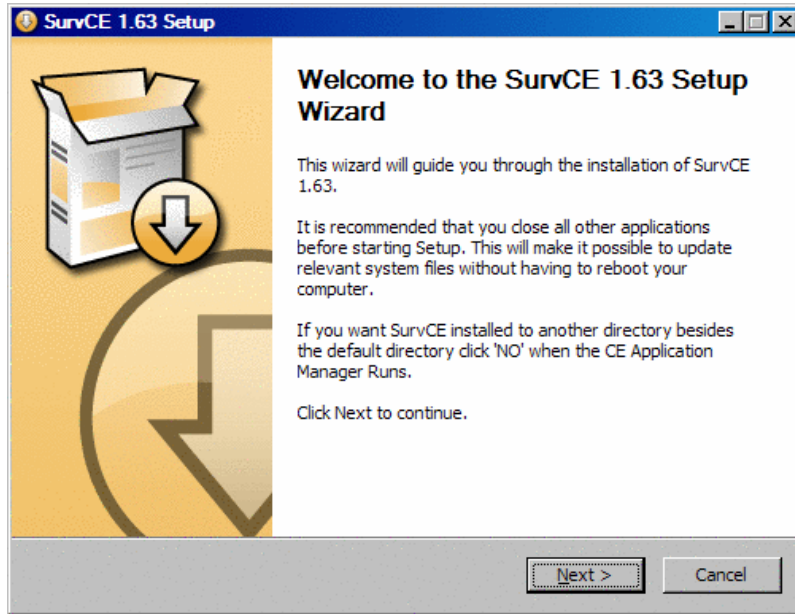 SurvCE 1.63 Setup
Welcome to the SurvCE 1.63 Setup
Wizard
This wizard will guide you through the installation of SurvCE
1.63.
It is recommended that you close all other applications
before starting Setup. This will make it possible to update
relevant system files without having to reboot your
computer.
If you want SurvCE installed to another directory besides
the default directory click 'NO' when the CE Application
Manager Runs.
Click Next to continue.
Next > Cancel